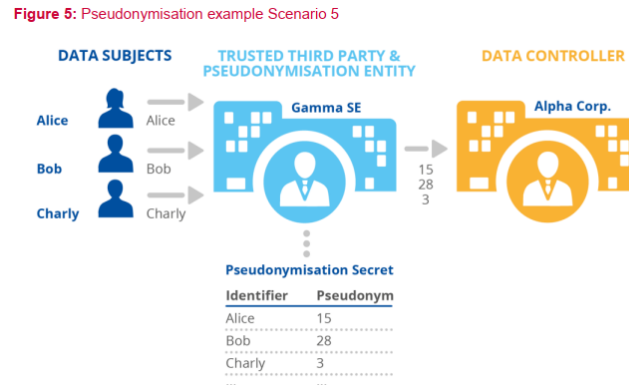 Figure 5: Pseudonymisation example Scenario 5
DATA SUBJECTS
TRUSTED THIRD PARTY &
PSEUDONYMISATION ENTITY
DATA CONTROLLER
Gamma SE
Alpha Corp.
Alice
Alice
Bob
Bob
Charly
Charly
15
28
3
Pseudonymisation Secret
Identifier Pseudonym
Alice 15
Bob 28
Charly 3
... ...